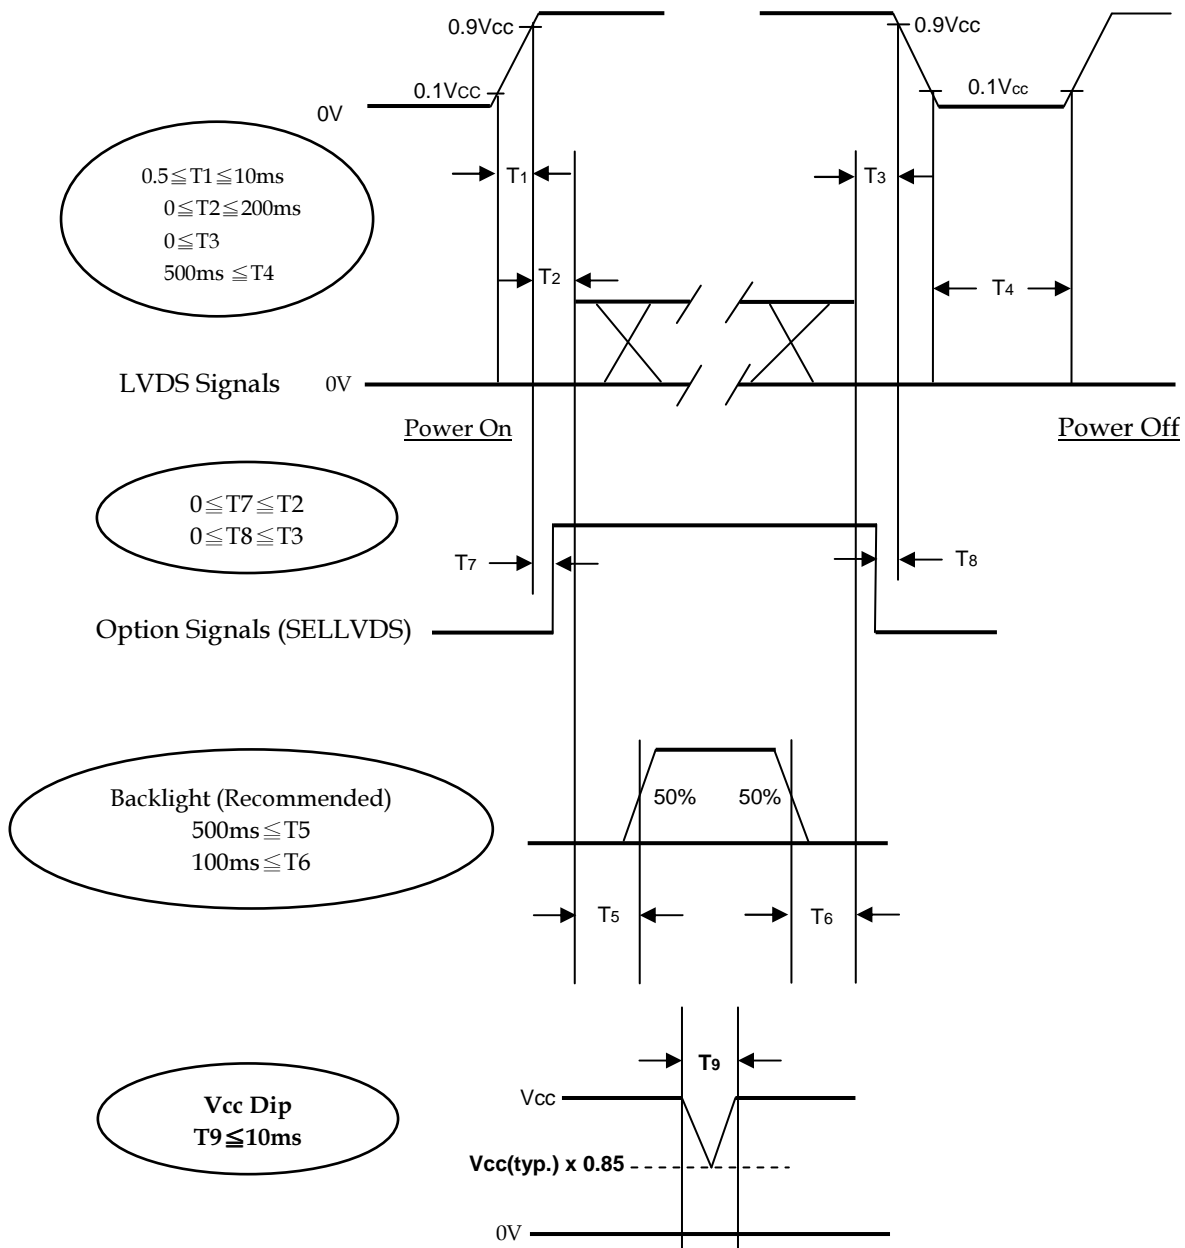 0.9Vcc
0.9Vcc
0.1Vcc
0.1Vcc
0V
0.5≦T1≦10ms
0≦T2≦200ms
0≦T3
500ms ≦T4
T1
T3
T2
T4
LVDS Signals
0V
Power On
Power Off
0≦T7≦T2
0≦T8≦T3
T7
T8
Option Signals (SELLVDS)
Backlight (Recommended)
500ms≦T5
100ms≦T6
50%
50%
T5
T6
T9
Vcc Dip
T9≦10ms
Vcc
Vcc(typ.) x 0.85
0V